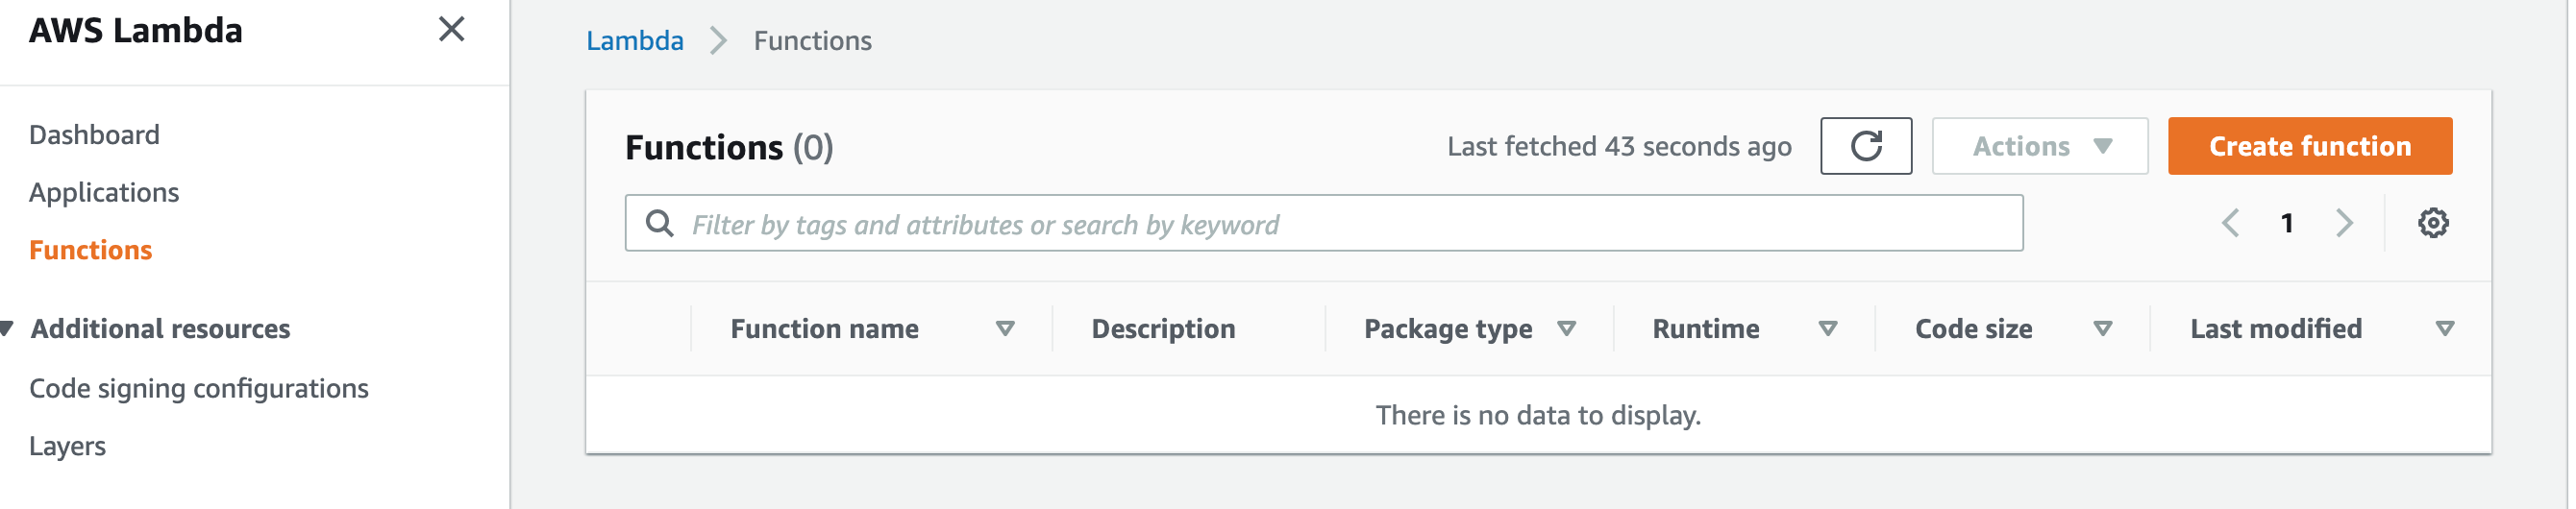 AWS Lambda
Dashboard
Applications
Functions
Additional resources
Code signing configurations
Layers
Lambda Functions
Functions (0)
Last fetched 43 seconds ago
Actions
Create function
Filter by tags and attributes or search by keyword
1
Function name Description Package type Runtime Code size Last modified
There is no data to display.